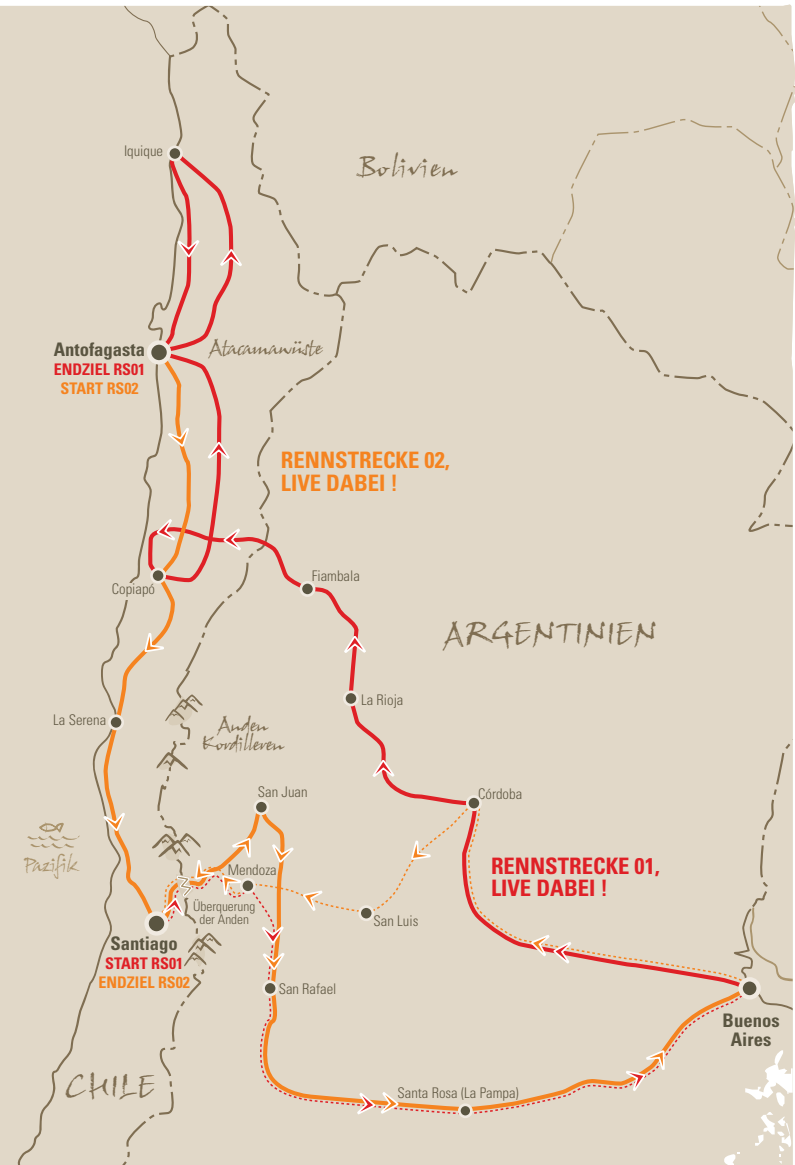 Iquique
Bolivien
Antofagasta
ENDZIEL RS01
START RS02
Atacamawüste
RENNSTRECKE 02,
LIVE DABEI !
Fiambala
Copiapó
ARGENTINIEN
La Rioja
La Serena
Anden
Kordilleren
San Juan
Córdoba
Pazifik
Mendoza
RENNSTRECKE 01,
LIVE DABEI !
Überquerung
der Anden
San Luis
Santiago
START RS01
ENDZIEL RS02
San Rafael
Buenos
Aires
CHILE
Santa Rosa (La Pampa)